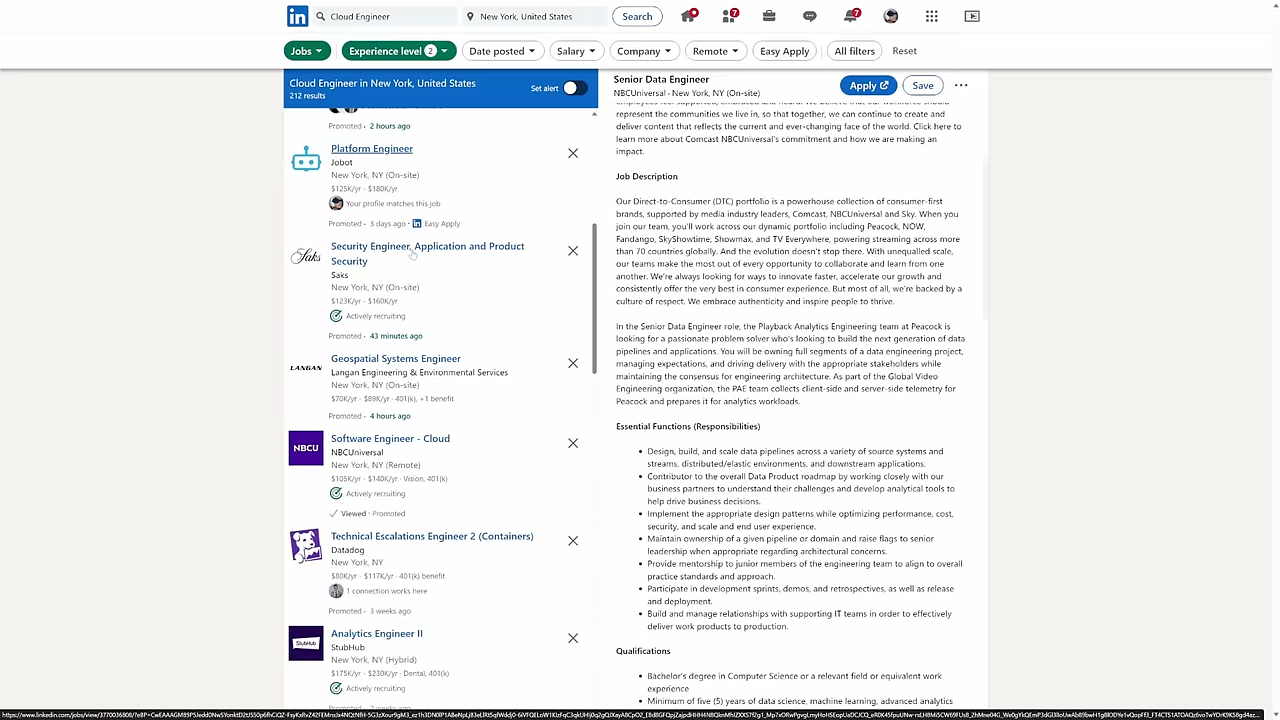 in
Cloud Engineer
New York, United States
Search
7
7
Jobs
Experience level 2
Date posted
Salary
Company
Remote
Easy Apply
All filters
Reset
Cloud Engineer in New York, United States
212 results
Set alert
Promoted · 2 hours ago
Platform Engineer
Jobot
New York, NY (On-site)
$125K/yr - $180K/yr
Your profile matches this job
Promoted · 3 days ago · in Easy Apply
Saks
Security Engineer, Application and Product
Security
Saks
New York, NY (On-site)
$123K/yr - $160K/yr
Actively recruiting
Promoted · 43 minutes ago
LANGAN
Geospatial Systems Engineer
Langan Engineering & Environmental Services
New York, NY (On-site)
$70K/yr - $89K/yr · 401(k), +1 benefit
Promoted · 4 hours ago
NBCU
Software Engineer - Cloud
NBCUniversal
New York, NY (Remote)
$105K/yr - $140K/yr · Vision, 401(k)
Actively recruiting
Viewed · Promoted
Technical Escalations Engineer 2 (Containers)
Datadog
New York, NY
$80K/yr - $117K/yr · 401(k) benefit
1 connection works here
Promoted · 3 weeks ago
StubHub
Analytics Engineer II
StubHub
New York, NY (Hybrid)
$175K/yr - $230K/yr · Dental, 401(k)
Actively recruiting
Senior Data Engineer
NBCUniversal · New York, NY (On-site)
Apply
Save
represent the communities we live in, so that together, we can continue to create and
deliver content that reflects the current and ever-changing face of the world. Click here to
learn more about Comcast NBCUniversal's commitment and how we are making an
impact.
Job Description
Our Direct-to-Consumer (DTC) portfolio is a powerhouse collection of consumer-first
brands, supported by media industry leaders, Comcast, NBCUniversal and Sky. When you
join our team, you'll work across our dynamic portfolio including Peacock, NOW,
Fandango, SkyShowtime, Showmax, and TV Everywhere, powering streaming across more
than 70 countries globally. And the evolution doesn't stop there. With unequalled scale,
our teams make the most out of every opportunity to collaborate and learn from one
another. We're always looking for ways to innovate faster, accelerate our growth and
consistently offer the very best in consumer experience. But most of all, we're backed by a
culture of respect. We embrace authenticity and inspire people to thrive.
In the Senior Data Engineer role, the Playback Analytics Engineering team at Peacock is
looking for a passionate problem solver who's looking to build the next generation of data
pipelines and applications. You will be owning full segments of a data engineering project,
managing expectations, and driving delivery with the appropriate stakeholders while
maintaining the consensus for engineering architecture. As part of the Global Video
Engineering organization, the PAE team collects client-side and server-side telemetry for
Peacock and prepares it for analytics workloads.
Essential Functions (Responsibilities)
• Design, build, and scale data pipelines across a variety of source systems and
streams, distributed/elastic environments, and downstream applications.
• Contributor to the overall Data Product roadmap by working closely with our
business partners to understand their challenges and develop analytical tools to
help drive business decisions.
• Implement the appropriate design patterns while optimizing performance, cost,
security, and scale and end user experience.
• Maintain ownership of a given pipeline or domain and raise flags to senior
leadership when appropriate regarding architectural concerns.
• Provide mentorship to junior members of the engineering team to align to overall
practice standards and approach.
• Participate in development sprints, demos, and retrospectives, as well as release
and deployment.
• Build and manage relationships with supporting IT teams in order to effectively
deliver work products to production.
Qualifications
• Bachelor's degree in Computer Science or a relevant field or equivalent work
experience
• Minimum of five (5) years of data science, machine learning, advanced analytics